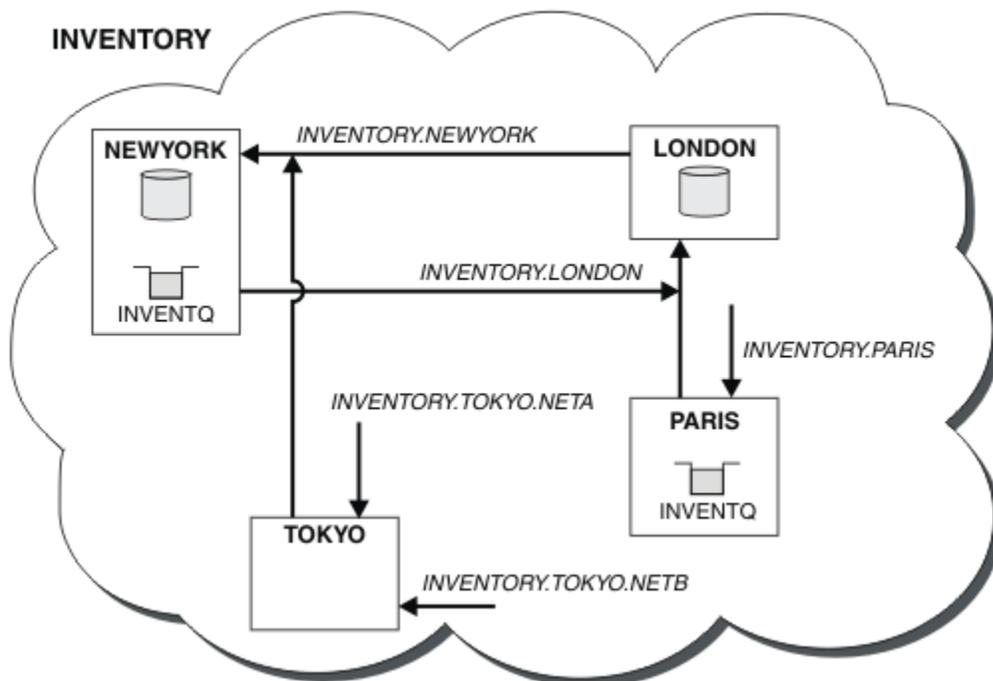 INVENTORY
INVENTORY.NEWYORK
NEWYORK
LONDON
INVENTORY.LONDON
INVENTQ
INVENTORY.PARIS
INVENTORY.TOKYO.NETA
PARIS
INVENTQ
TOKYO
INVENTORY.TOKYO.NETB